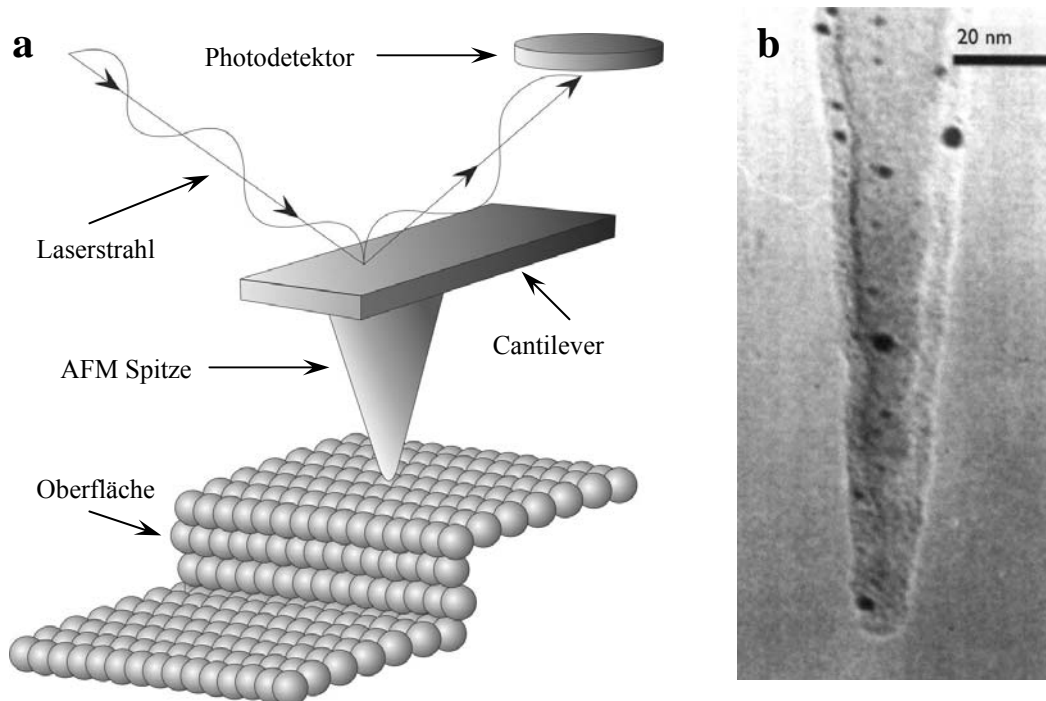 a
Photodetektor
Laserstrahl
Cantilever
AFM Spitze
Oberfläche
b
20 nm